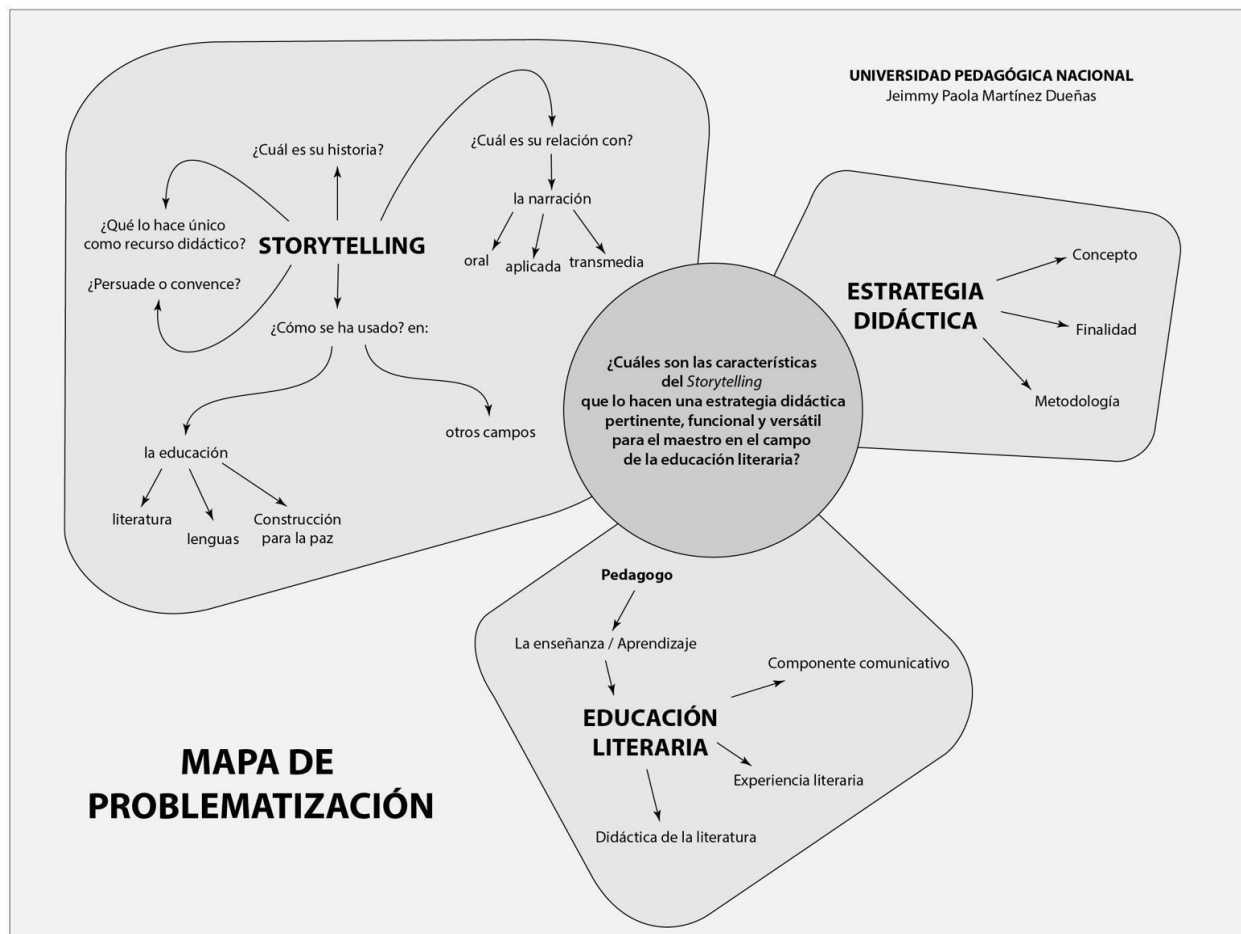 UNIVERSIDAD PEDAGÓGICA NACIONAL
Jeimmy Paola Martínez Dueñas
¿Cuál es su historia?
¿Cuál es su relación con?
la narración
oral
aplicada
transmedia
¿Qué lo hace único
como recurso didáctico?
STORYTELLING
¿Persuade o convence?
¿Cómo se ha usado? en:
la educación
otros campos
literatura
lenguas
Construcción
para la paz
¿Cuáles son las características
del Storytelling
que lo hacen una estrategia didáctica
pertinente, funcional y versátil
para el maestro en el campo
de la educación literaria?
ESTRATEGIA
DIDÁCTICA
Concepto
Finalidad
Metodología
Pedagogo
La enseñanza / Aprendizaje
EDUCACIÓN
LITERARIA
Componente comunicativo
Experiencia literaria
Didáctica de la literatura
MAPA DE
PROBLEMATIZACIÓN